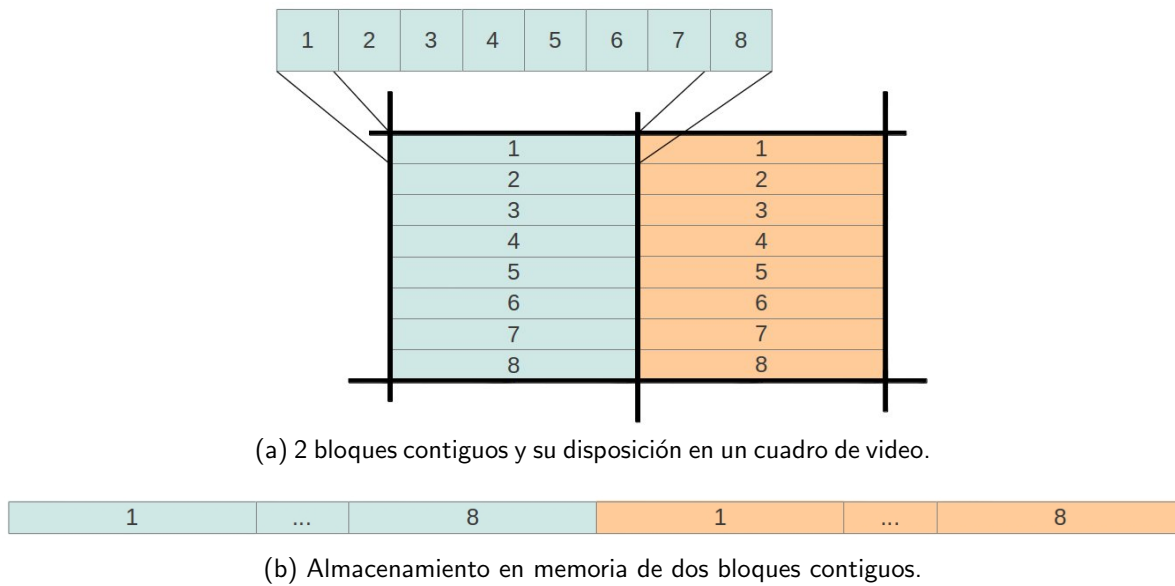 1 2 3 4 5 6 7 8
1 1
2 2
3 3
4 4
5 5
6 6
7 7
8 8
(a) 2 bloques contiguos y su disposición en un cuadro de video.
1 ... 8 1 ... 8
(b) Almacenamiento en memoria de dos bloques contiguos.